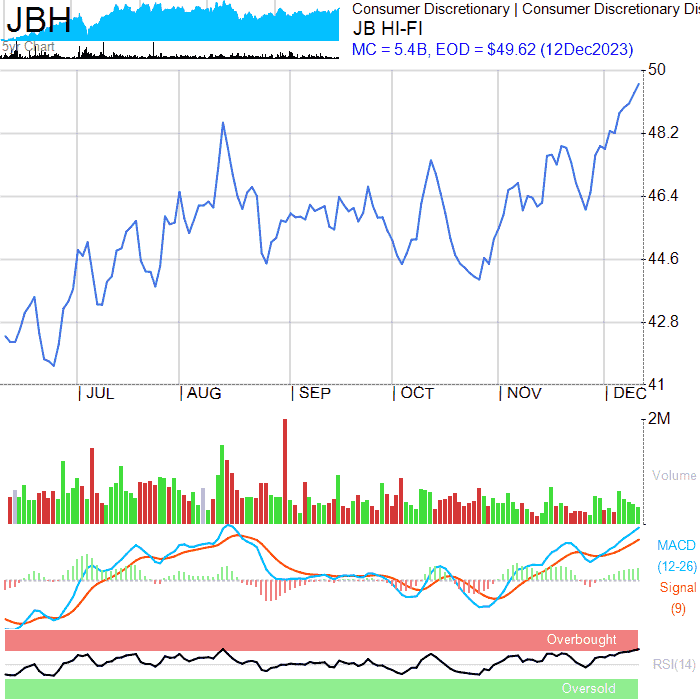 JBH
5yr Chart
Consumer Discretionary | Consumer Discretionary Dis
JB HI-FI
MC = 5.4B, EOD = $49.62 (12Dec2023)
50
48.2
46.4
44.6
42.8
41
JUL AUG SEP OCT NOV DEC
2M
Volume
MACD
(12-26)
Signal
(9)
Overbought
RSI(14)
Oversold